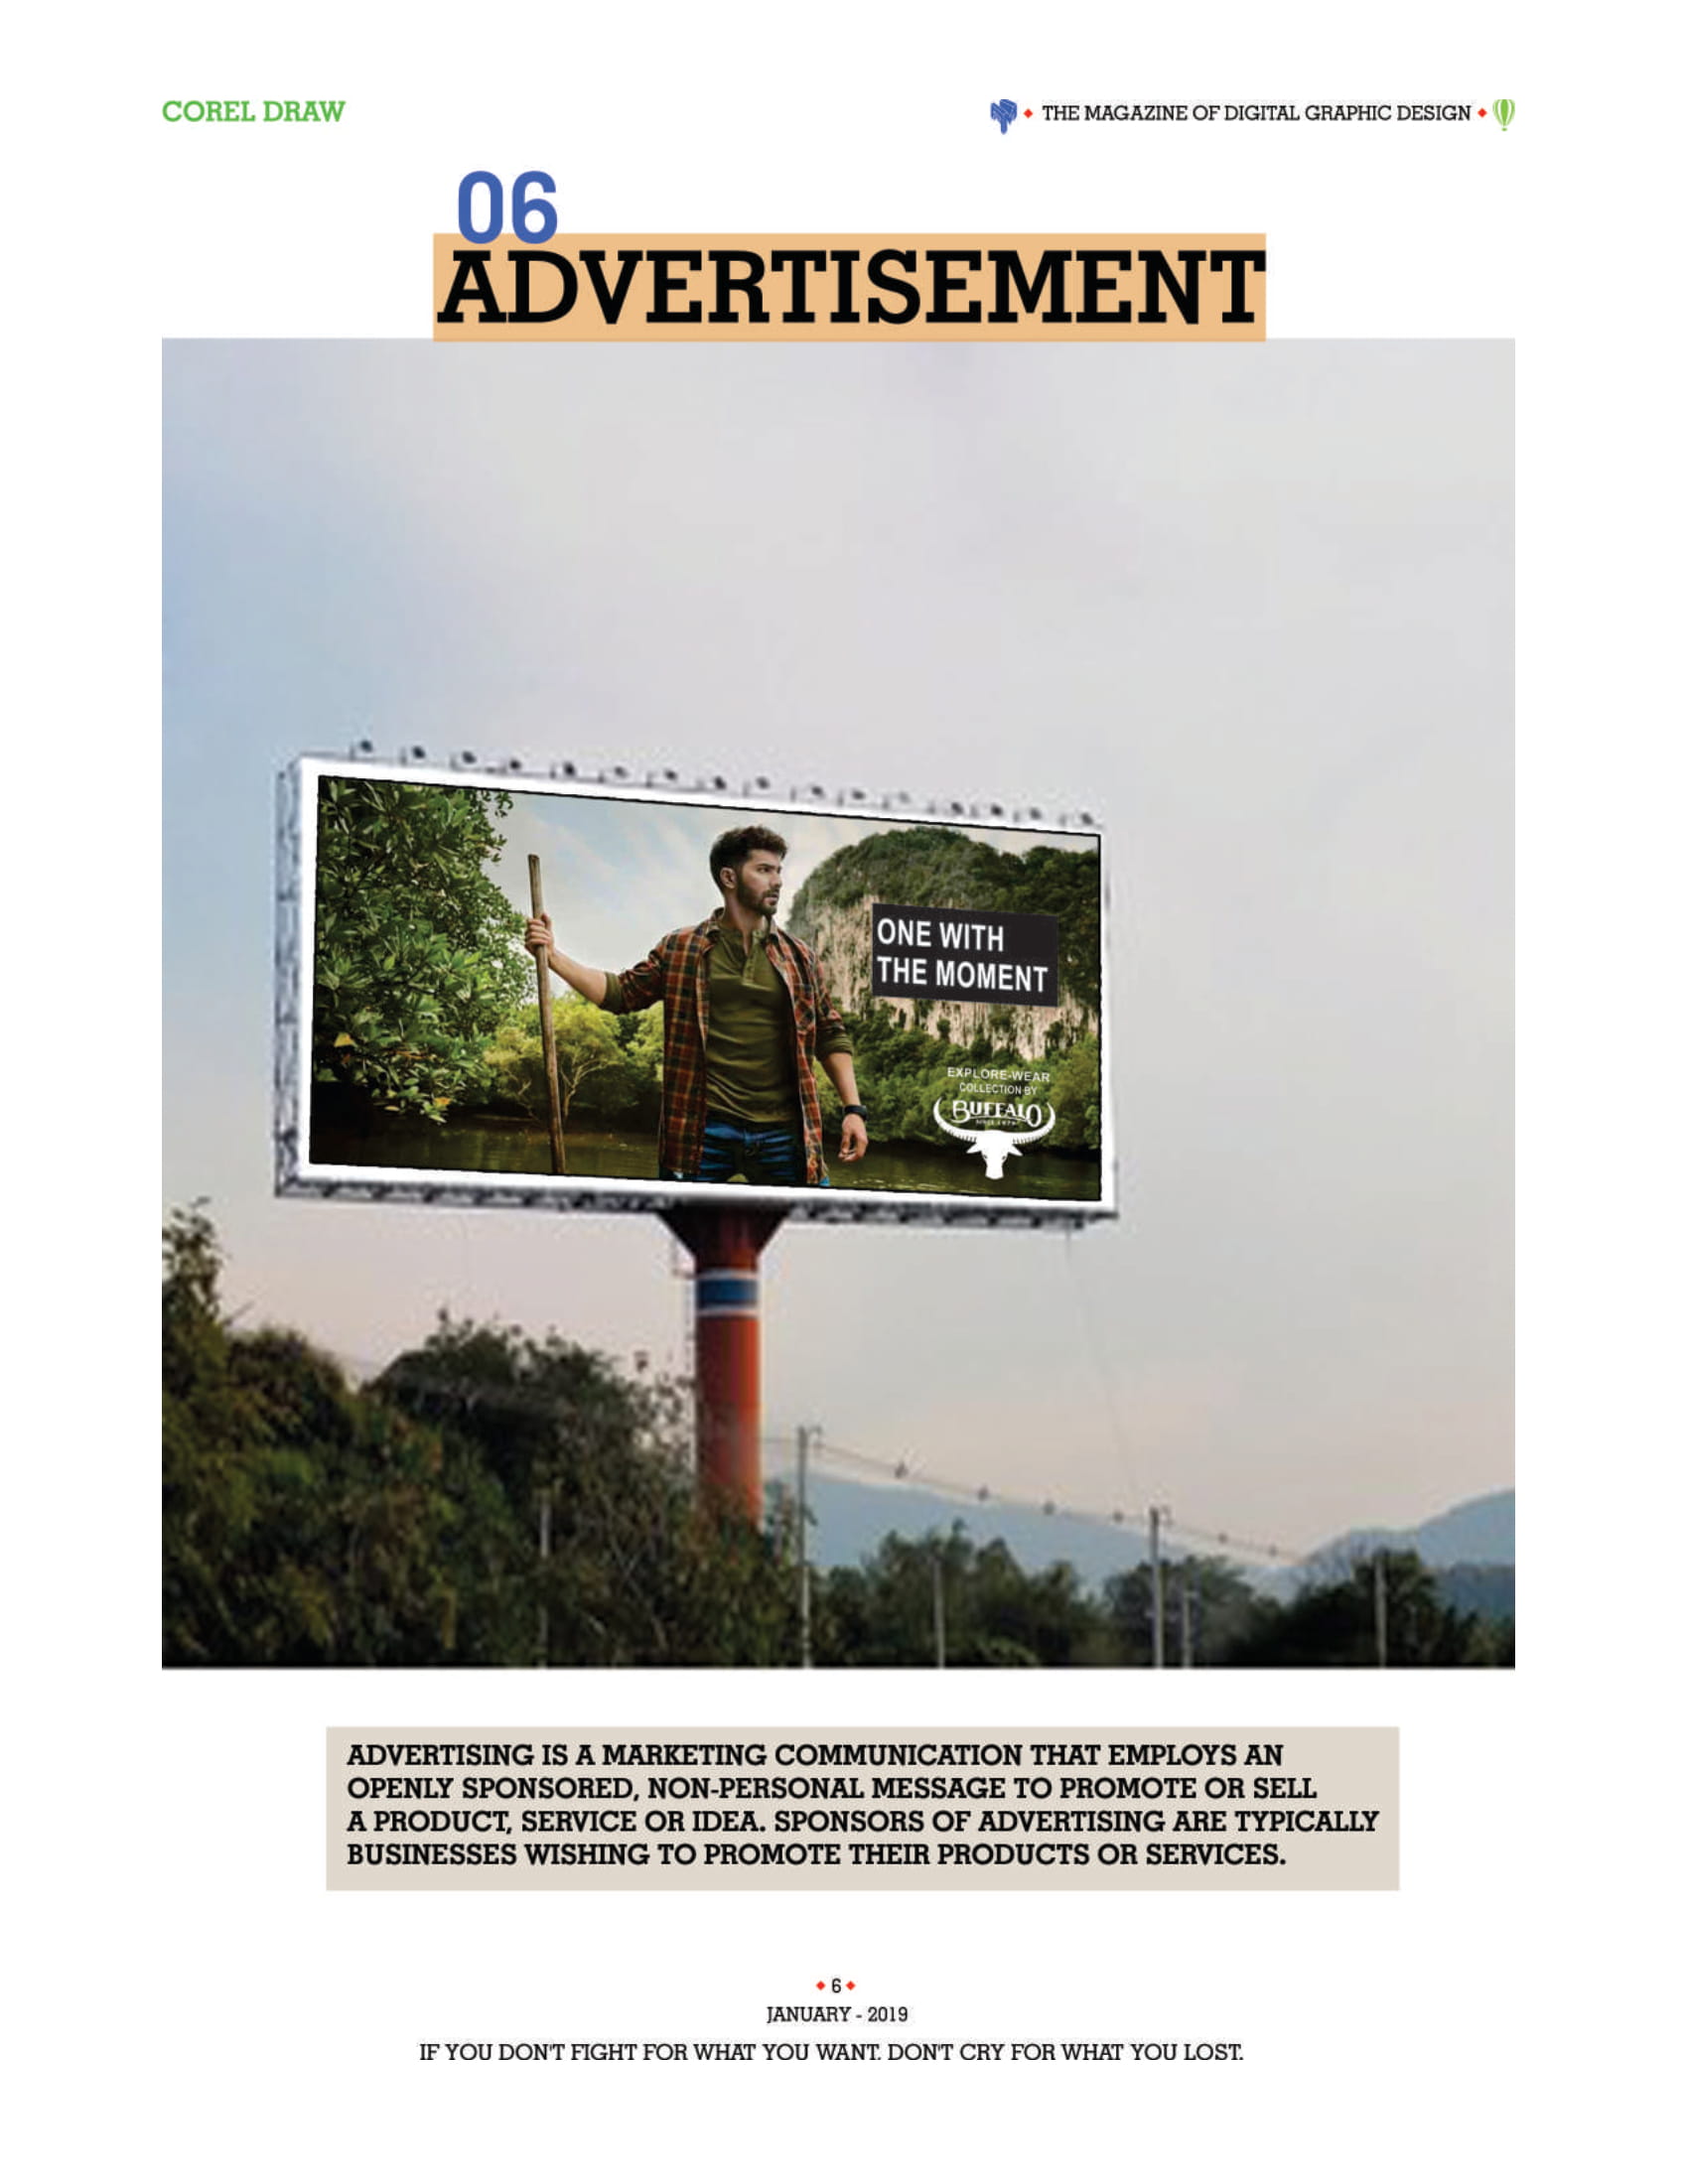 COREL DRAW
THE MAGAZINE OF DIGITAL GRAPHIC DESIGN
06
ADVERTISEMENT
ONE WITH
THE MOMENT
EXPLORE-WEAR
COLLECTION BY
BUFFALO
ADVERTISING IS A MARKETING COMMUNICATION THAT EMPLOYS AN
OPENLY SPONSORED, NON-PERSONAL MESSAGE TO PROMOTE OR SELL
A PRODUCT, SERVICE OR IDEA. SPONSORS OF ADVERTISING ARE TYPICALLY
BUSINESSES WISHING TO PROMOTE THEIR PRODUCTS OR SERVICES.
6
JANUARY - 2019
IF YOU DON'T FIGHT FOR WHAT YOU WANT. DON'T CRY FOR WHAT YOU LOST.